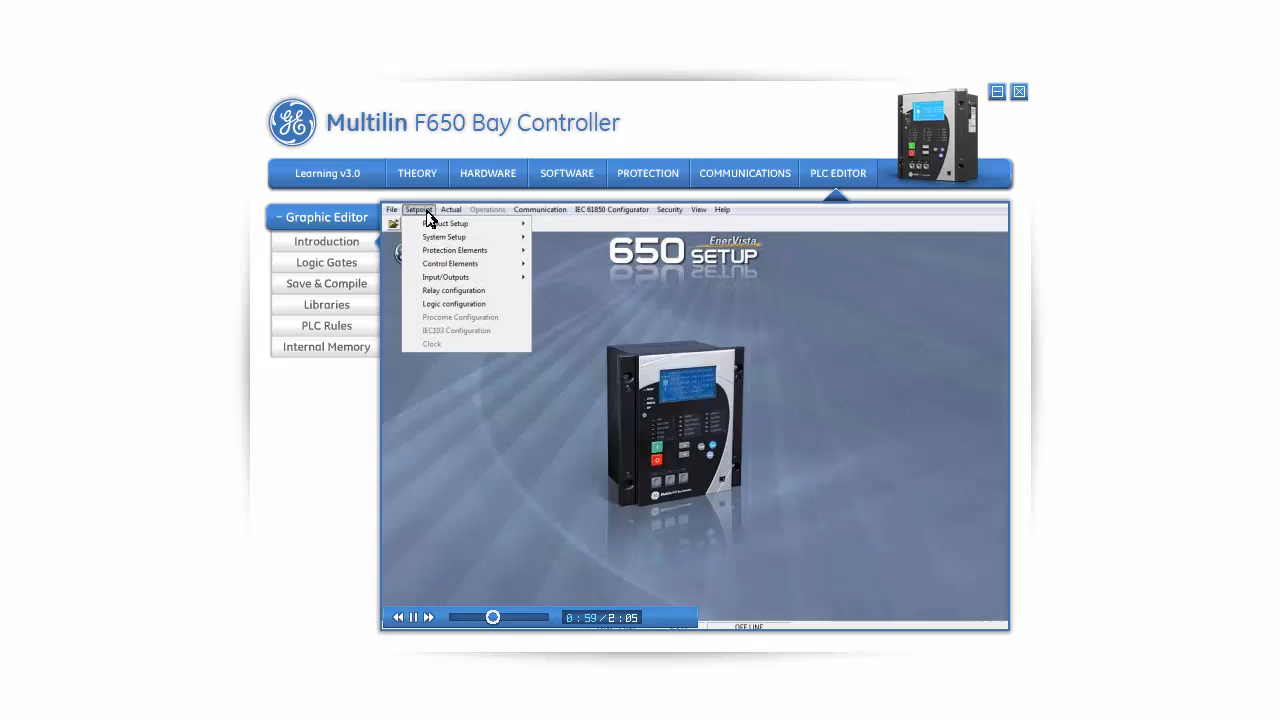 Multilin F650 Bay Controller
Learning v3.0 THEORY HARDWARE SOFTWARE PROTECTION COMMUNICATIONS PLC EDITOR
− Graphic Editor
Introduction
Logic Gates
Save & Compile
Libraries
PLC Rules
Internal Memory
File Setpoint Actual Operations Communication IEC 61850 Configurator Security View Help
Product Setup
System Setup
Protection Elements
Control Elements
Input/Outputs
Relay configuration
Logic configuration
Procome Configuration
IEC103 Configuration
Clock
EnerVista
650 SETUP
0:59/2:05
OFF LINE